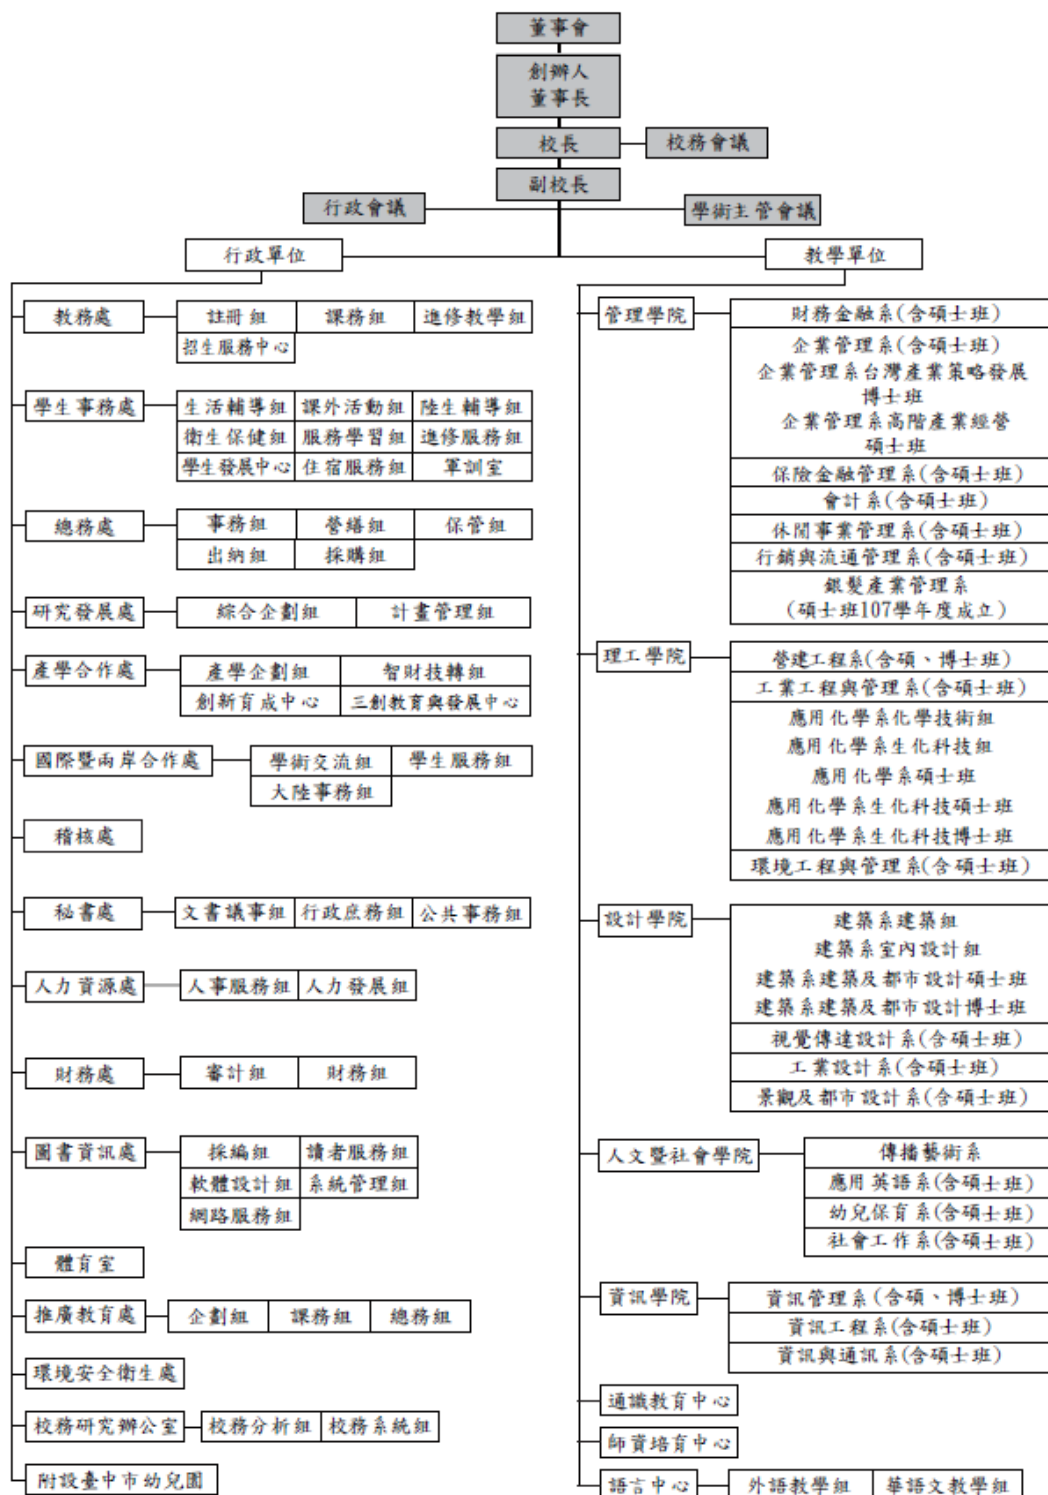 董事會
創辦人
董事長
校長
校務會議
副校長
行政會議
學術主管會議
行政單位
教務處
註冊組
課務組
進修教學組
招生服務中心
學生事務處
生活輔導組
課外活動組
陸生輔導組
衛生保健組
服務學習組
進修服務組
學生發展中心
住宿服務組
軍訓室
總務處
事務組
營繕組
保管組
出納組
採購組
研究發展處
綜合企劃組
計畫管理組
產學合作處
產學企劃組
智財技轉組
創新育成中心
三創教育與發展中心
國際暨兩岸合作處
學術交流組
學生服務組
大陸事務組
稽核處
秘書處
文書議事組
行政庶務組
公共事務組
人力資源處
人事服務組
人力發展組
財務處
審計組
財務組
圖書資訊處
採編組
讀者服務組
軟體設計組
系統管理組
網路服務組
體育室
推廣教育處
企劃組
課務組
總務組
環境安全衛生處
校務研究辦公室
校務分析組
校務系統組
附設臺中市幼兒園
教學單位
管理學院
財務金融系(含碩士班)
企業管理系(含碩士班)
企業管理系台灣產業策略發展
博士班
企業管理系高階產業經營
碩士班
保險金融管理系(含碩士班)
會計系(含碩士班)
休閒事業管理系(含碩士班)
行銷與流通管理系(含碩士班)
銀髮產業管理系
(碩士班107學年度成立)
理工學院
營建工程系(含碩、博士班)
工業工程與管理系(含碩士班)
應用化學系化學技術組
應用化學系生化科技組
應用化學系碩士班
應用化學系生化科技碩士班
應用化學系生化科技博士班
環境工程與管理系(含碩士班)
設計學院
建築系建築組
建築系室內設計組
建築系建築及都市設計碩士班
建築系建築及都市設計博士班
視覺傳達設計系(含碩士班)
工業設計系(含碩士班)
景觀及都市設計系(含碩士班)
人文暨社會學院
傳播藝術系
應用英語系(含碩士班)
幼兒保育系(含碩士班)
社會工作系(含碩士班)
資訊學院
資訊管理系(含碩、博士班)
資訊工程系(含碩士班)
資訊與通訊系(含碩士班)
通識教育中心
師資培育中心
語言中心
外語教學組
華語文教學組